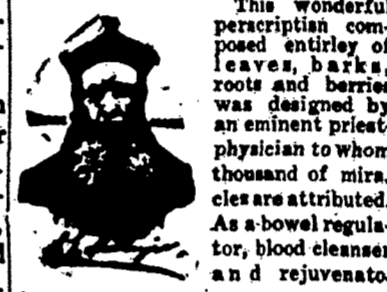 This wonderful
perscriptian com-
posed entirley of
leaves, barks,
roots and berries
was designed by
an eminent priest-
physician to whom
thousand of mira-
cles are attributed.
As a bowel regula-
tor, blood cleanser
and rejuvenato